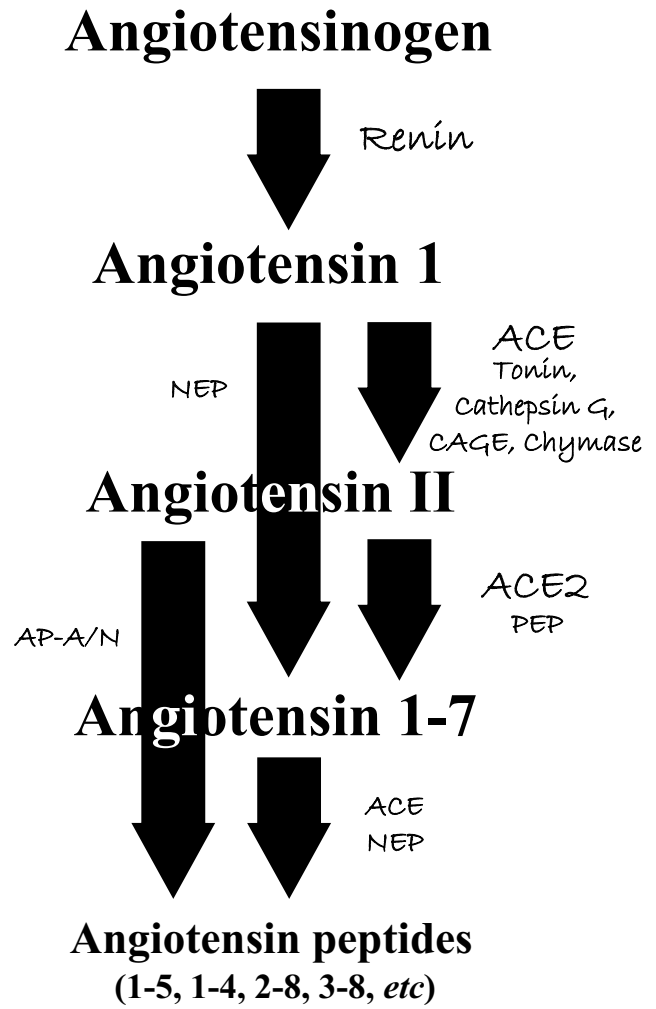 Angiotensinogen
Renin
Angiotensin 1
NEP
ACE
Tonin,
Cathepsin G,
CAGE, Chymase
Angiotensin II
AP-A/N
ACE2
PEP
Angiotensin 1-7
ACE
NEP
Angiotensin peptides
(1-5, 1-4, 2-8, 3-8, etc)